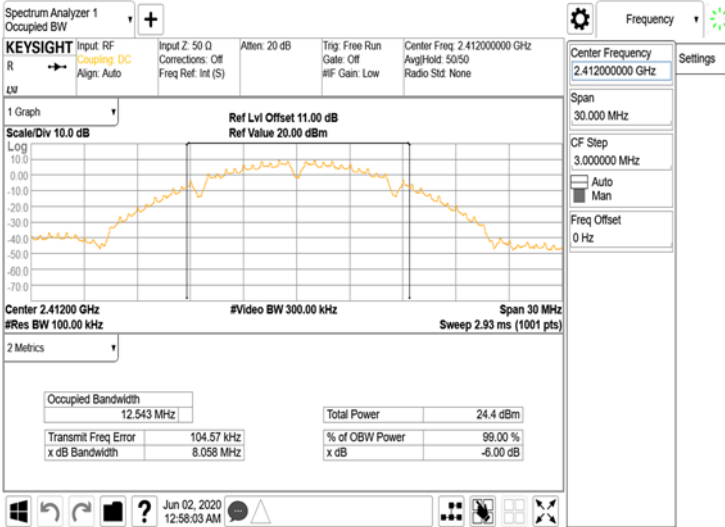 Spectrum Analyzer 1
Occupied BW
+
Frequency
KEYSIGHT
R
LXI
Input: RF
Coupling: DC
Align: Auto
Input Z: 50 Ω
Corrections: Off
Freq Ref: Int (S)
Atten: 20 dB
Trig: Free Run
Gate: Off
#IF Gain: Low
Center Freq: 2.412000000 GHz
Avg|Hold: 50/50
Radio Std: None
Center Frequency
2.412000000 GHz
Settings
Span
30.000 MHz
CF Step
3.000000 MHz
Auto
Man
Freq Offset
0 Hz
1 Graph
Scale/Div 10.0 dB
Ref Lvl Offset 11.00 dB
Ref Value 20.00 dBm
Log
10.0
0.00
-10.0
-20.0
-30.0
-40.0
-50.0
-60.0
-70.0
Center 2.41200 GHz
#Video BW 300.00 kHz
Span 30 MHz
#Res BW 100.00 kHz
Sweep 2.93 ms (1001 pts)
2 Metrics
Occupied Bandwidth
12.543 MHz
Total Power 24.4 dBm
Transmit Freq Error 104.57 kHz
% of OBW Power 99.00 %
x dB Bandwidth 8.058 MHz
x dB -6.00 dB
?
Jun 02, 2020
12:58:03 AM